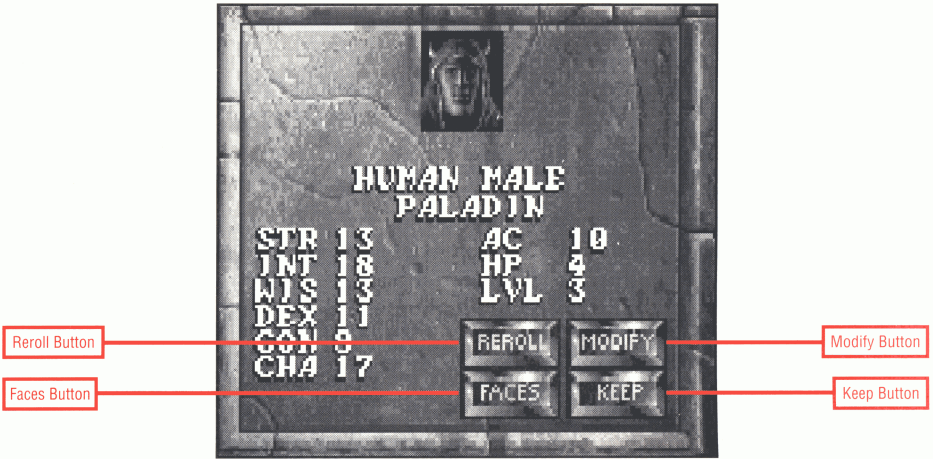 HUMAN MALE
PALADIN
STR 13
INT 18
WIS 13
DEX 11
CON 9
CHA 17
AC 10
HP 4
LVL 3
REROLL
MODIFY
FACES
KEEP
Reroll Button
Faces Button
Modify Button
Keep Button